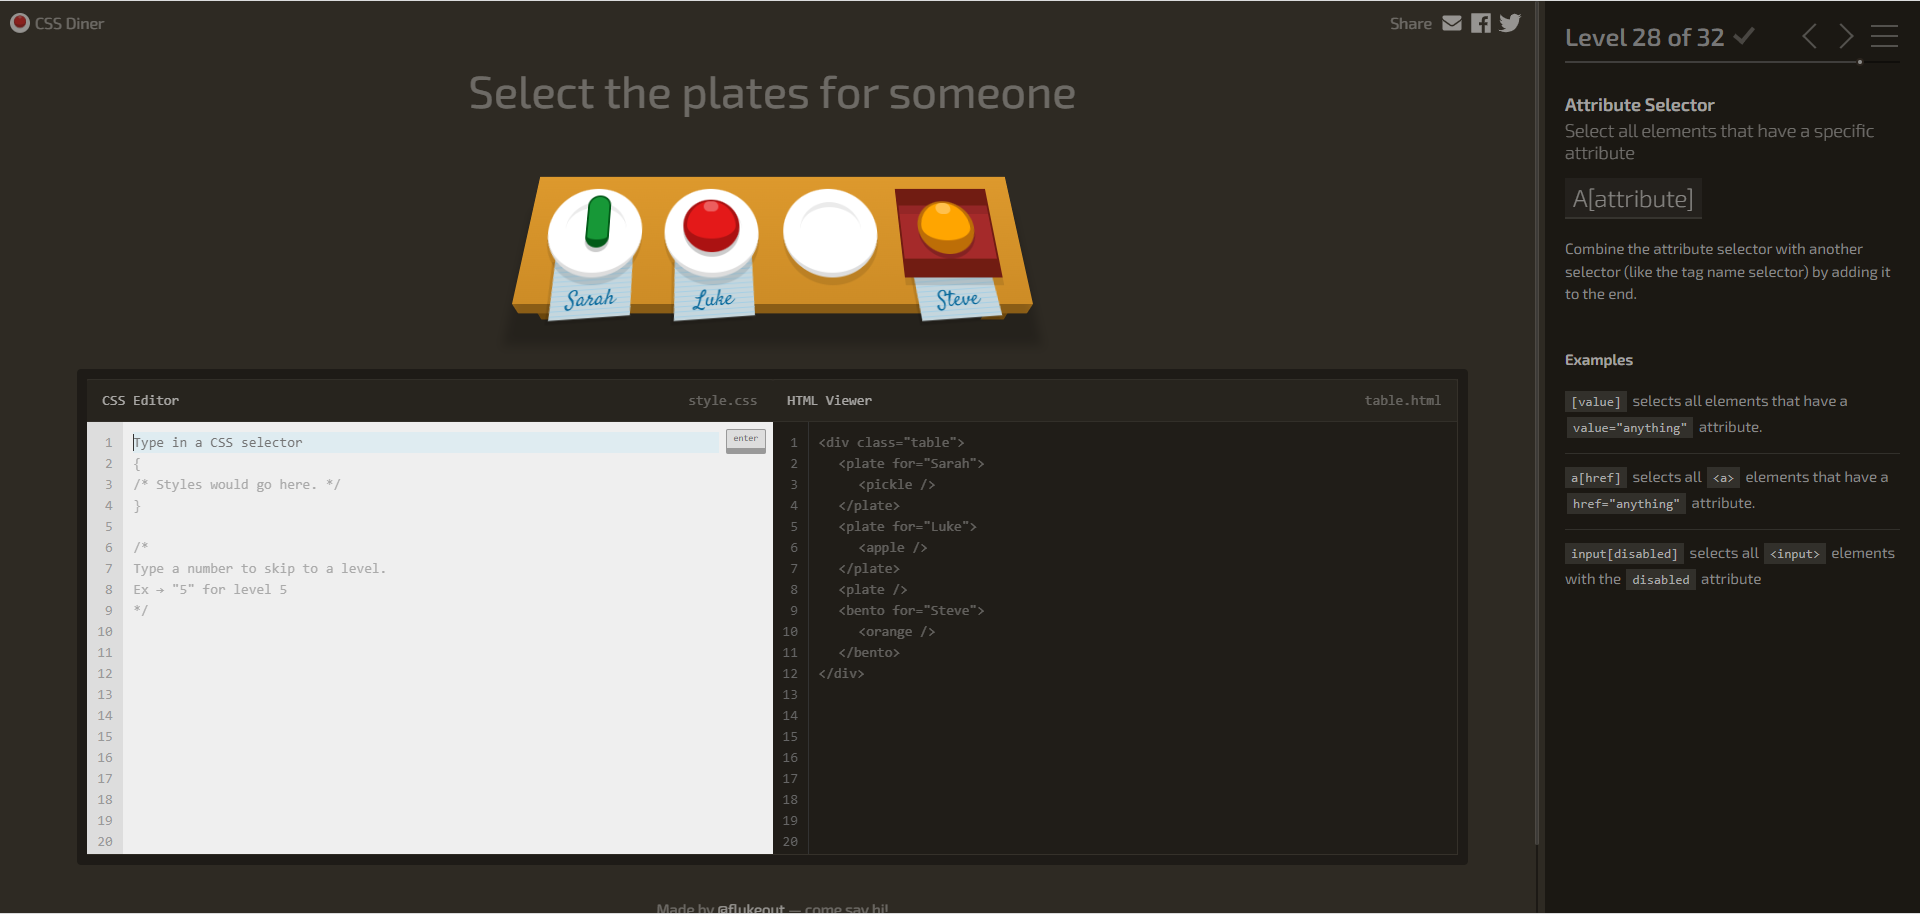 CSS Diner
Share
Select the plates for someone
Sarah
Luke
Steve
CSS Editor
style.css
HTML Viewer
table.html
1
2
3
4
5
6
7
8
9
10
11
12
13
14
15
16
17
18
19
20
Type in a CSS selector
{
/* Styles would go here. */
}
/*
Type a number to skip to a level.
Ex → "5" for level 5
*/
enter
1
2
3
4
5
6
7
8
9
10
11
12
13
14
15
16
17
18
19
20
<div class="table">
<plate for="Sarah">
<pickle />
</plate>
<plate for="Luke">
<apple />
</plate>
<plate />
<bento for="Steve">
<orange />
</bento>
</div>
Made by @flukeout — come say hi!
Level 28 of 32
Attribute Selector
Select all elements that have a specific
attribute
A[attribute]
Combine the attribute selector with another
selector (like the tag name selector) by adding it
to the end.
Examples
[value] selects all elements that have a
value="anything" attribute.
a[href] selects all <a> elements that have a
href="anything" attribute.
input[disabled] selects all <input> elements
with the disabled attribute